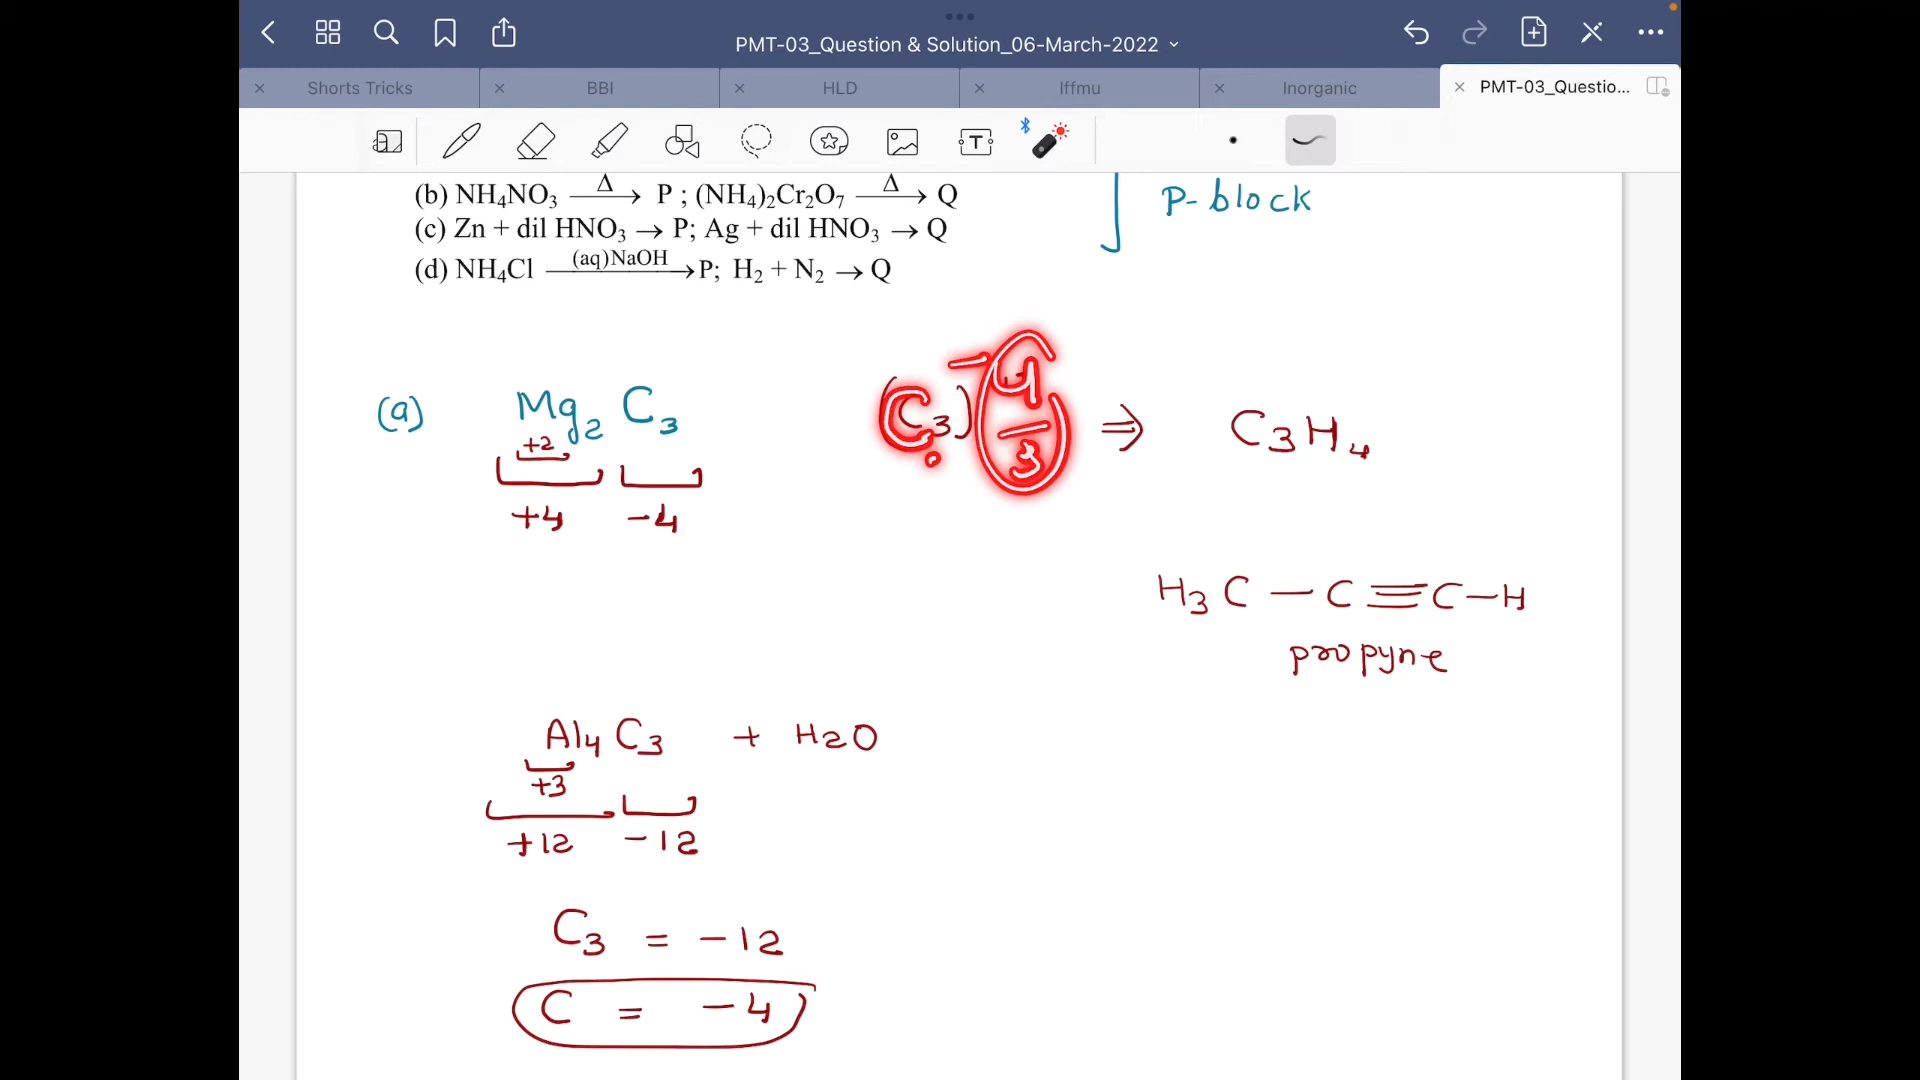 PMT-03_Question & Solution_06-March-2022
Shorts Tricks
BBI
HLD
Iffmu
Inorganic
PMT-03_Questio...
T
(b) NH₄NO₃ —Δ→ P ; (NH₄)₂Cr₂O₇ —Δ→ Q
(c) Zn + dil HNO₃ → P; Ag + dil HNO₃ → Q
(d) NH₄Cl —(aq)NaOH→ P; H₂ + N₂ → Q
P-block
(a) Mg₂ C₃
+2
+4 -4
(C₃)⁻⁴
3
⇒ C₃H₄
H₃C — C ≡ C — H
propyne
Al₄ C₃ + H₂O
+3
+12 -12
C₃ = -12
C = -4